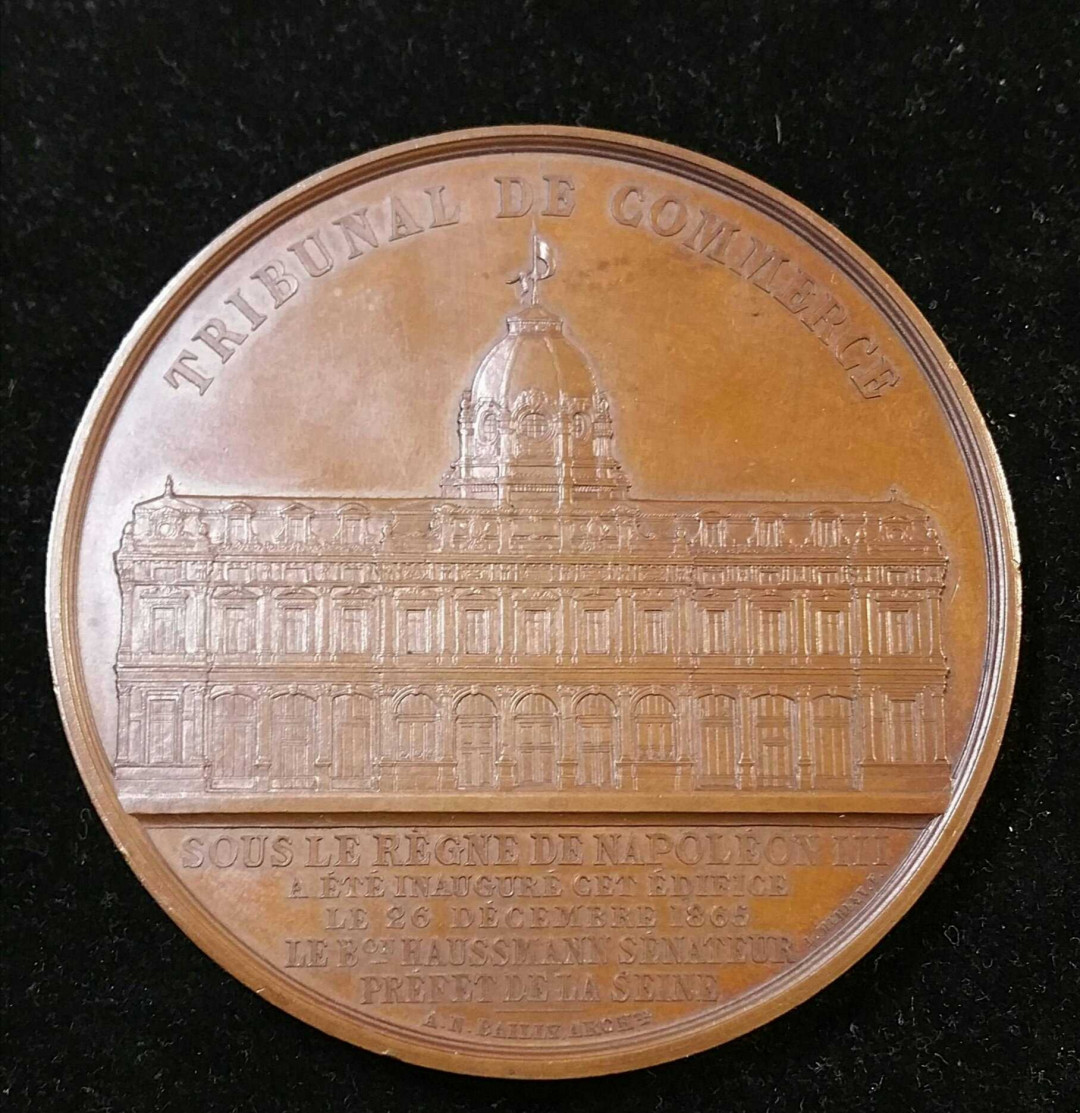 TRIBUNAL DE COMMERCE
SOUS LE RÈGNE DE NAPOLÉON III
A ÉTÉ INAUGURÉ CET ÉDIFICE
LE 26 DÉCEMBRE 1865
LE BON HAUSSMANN SÉNATEUR
PRÉFET DE LA SEINE
A.N. BAILLY ARCHTE